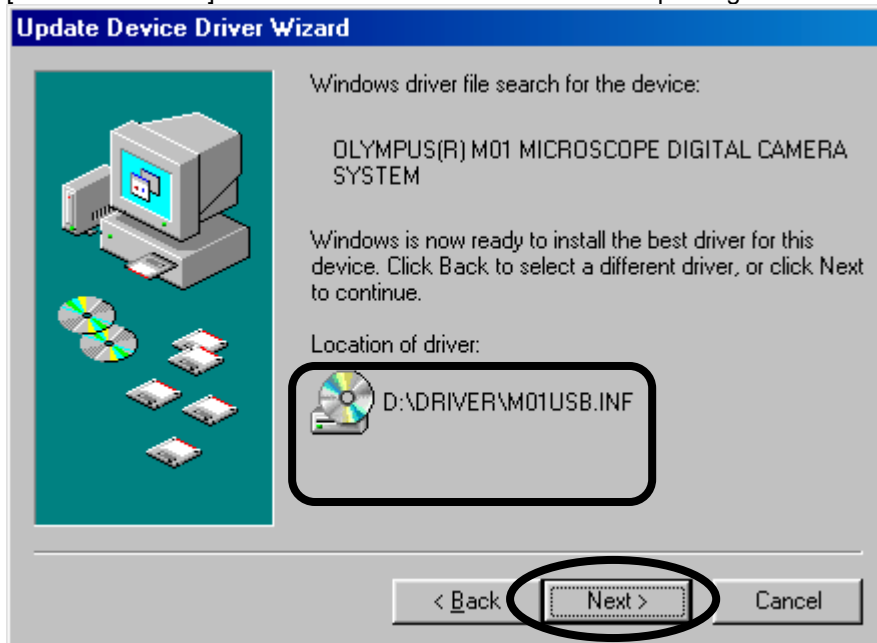 Update Device Driver Wizard
Windows driver file search for the device:
OLYMPUS(R) M01 MICROSCOPE DIGITAL CAMERA
SYSTEM
Windows is now ready to install the best driver for this
device. Click Back to select a different driver, or click Next
to continue.
Location of driver:
D:\DRIVER\M01USB.INF
< Back Next > Cancel